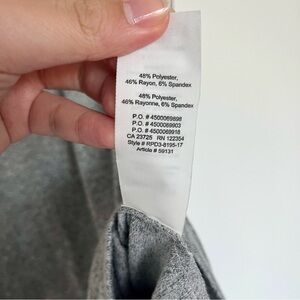 48% Polyester,
46% Rayon, 6% Spandex
48% Polyester,
46% Rayonne, 6% Spandex
P.O. # 4500069898
P.O. # 4500069903
P.O. # 4500069918
CA 23725 RN 122354
Style # RPD3-8195-17
Article # 59131